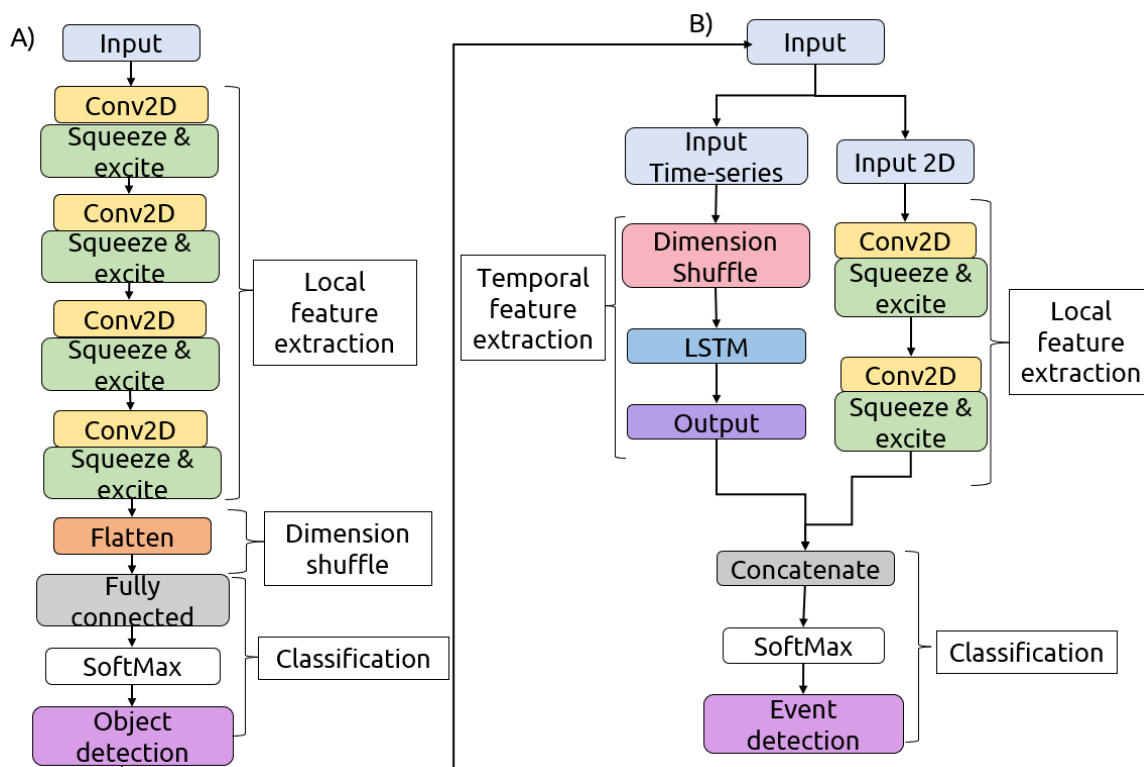 A)
Input
Conv2D
Squeeze &
excite
Conv2D
Squeeze &
excite
Conv2D
Squeeze &
excite
Conv2D
Squeeze &
excite
Local
feature
extraction
Flatten
Dimension
shuffle
Fully
connected
SoftMax
Object
detection
Classification
B)
Input
Input
Time-series
Input 2D
Temporal
feature
extraction
Dimension
Shuffle
LSTM
Output
Conv2D
Squeeze &
excite
Conv2D
Squeeze &
excite
Local
feature
extraction
Concatenate
SoftMax
Event
detection
Classification